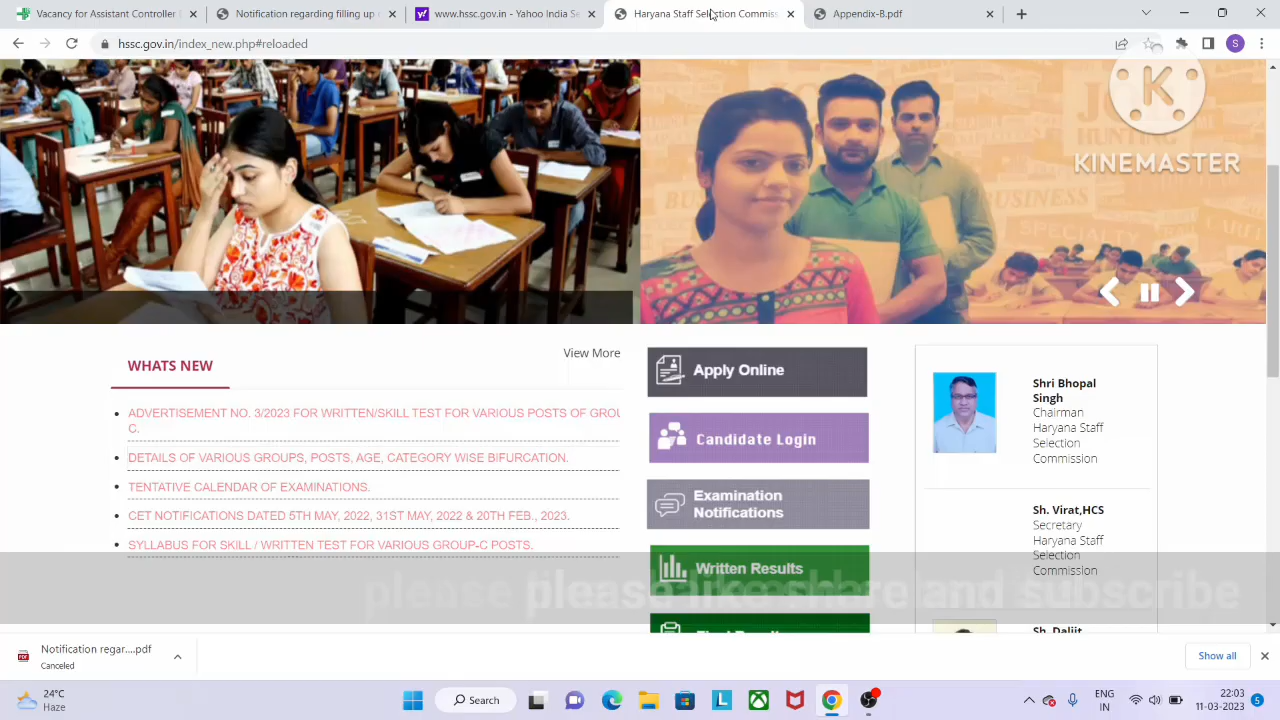 Vacancy for Assistants in
Notification regarding filling up
www.hssc.gov.in - Yahoo India Se
Haryana Staff Selection Commiss
Appendix-B.pdf
hssc.gov.in/index_new.php#reloaded
S
K
KINEMASTER
WHATS NEW
View More
ADVERTISEMENT NO. 3/2023 FOR WRITTEN/SKILL TEST FOR VARIOUS POSTS OF GROU
C.
DETAILS OF VARIOUS GROUPS, POSTS, AGE, CATEGORY WISE BIFURCATION.
TENTATIVE CALENDAR OF EXAMINATIONS.
CET NOTIFICATIONS DATED 5TH MAY, 2022, 31ST MAY, 2022 & 20TH FEB., 2023.
SYLLABUS FOR SKILL / WRITTEN TEST FOR VARIOUS GROUP-C POSTS.
Apply Online
Candidate Login
Examination
Notifications
Written Results
Shri Bhopal
Singh
Chairman
Haryana Staff
Selection
Commission
Sh. Virat,HCS
Secretary
Haryana Staff
Selection
Commission
Sh. Daljit
please like share and subscribe
Notification regar....pdf
Canceled
Show all
24°C
Haze
Search
ENG
IN
22:03
11-03-2023
5